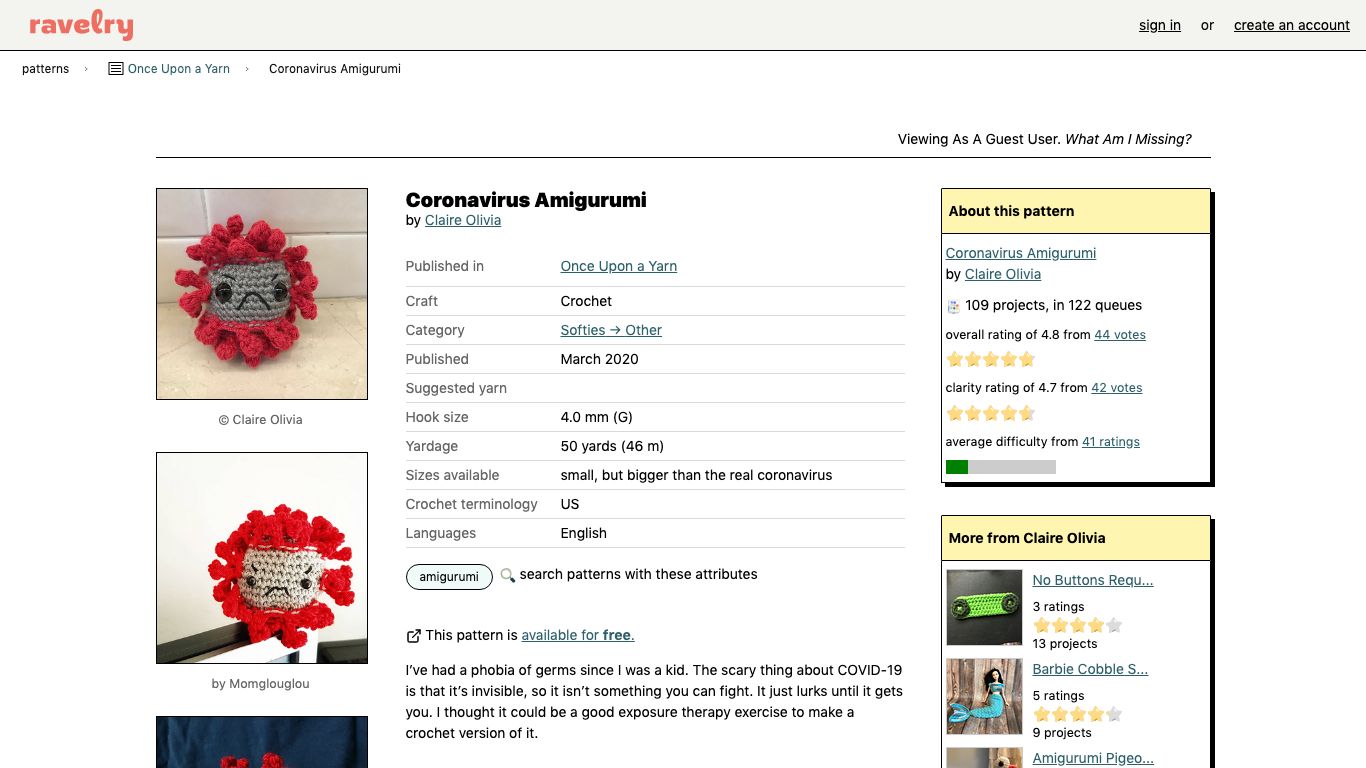 ravelry
sign in or create an account
patterns › Once Upon a Yarn › Coronavirus Amigurumi
Viewing As A Guest User. What Am I Missing?
© Claire Olivia
by Momglouglou
Coronavirus Amigurumi
by Claire Olivia
Published in Once Upon a Yarn
Craft Crochet
Category Softies → Other
Published March 2020
Suggested yarn
Hook size 4.0 mm (G)
Yardage 50 yards (46 m)
Sizes available small, but bigger than the real coronavirus
Crochet terminology US
Languages English
amigurumi search patterns with these attributes
This pattern is available for free.
I’ve had a phobia of germs since I was a kid. The scary thing about COVID-19
is that it’s invisible, so it isn’t something you can fight. It just lurks until it gets
you. I thought it could be a good exposure therapy exercise to make a
crochet version of it.
About this pattern
Coronavirus Amigurumi
by Claire Olivia
109 projects, in 122 queues
overall rating of 4.8 from 44 votes
clarity rating of 4.7 from 42 votes
average difficulty from 41 ratings
More from Claire Olivia
No Buttons Requ...
3 ratings
13 projects
Barbie Cobble S...
5 ratings
9 projects
Amigurumi Pigeo...